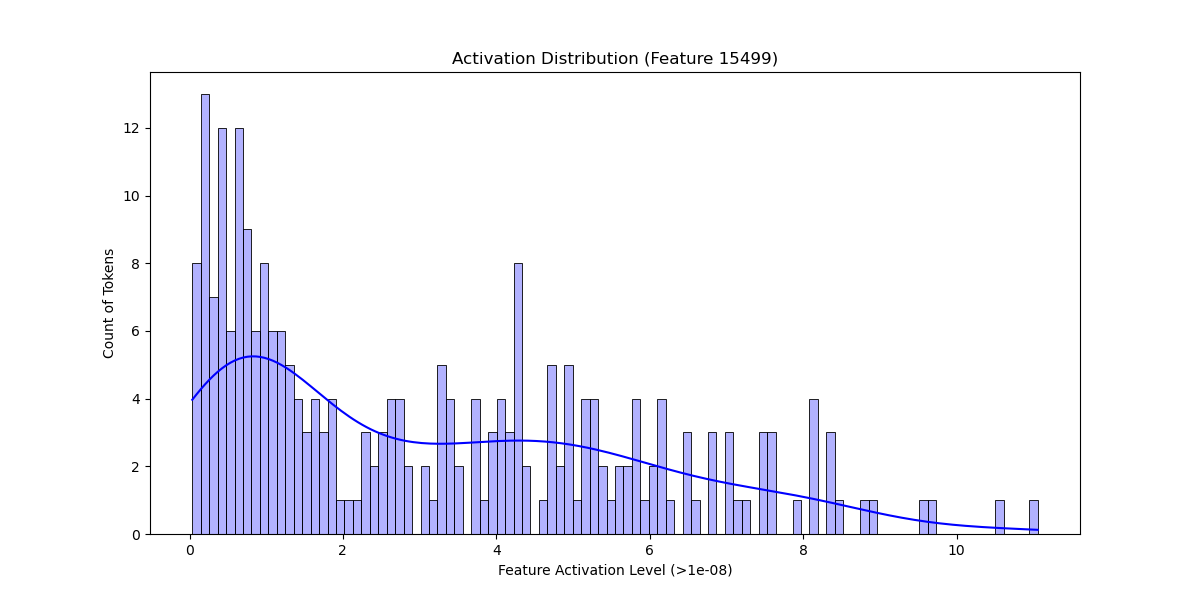 Activation Distribution (Feature 15499)
12
10
8
6
4
2
0
Count of Tokens
0 2 4 6 8 10
Feature Activation Level (>1e-08)